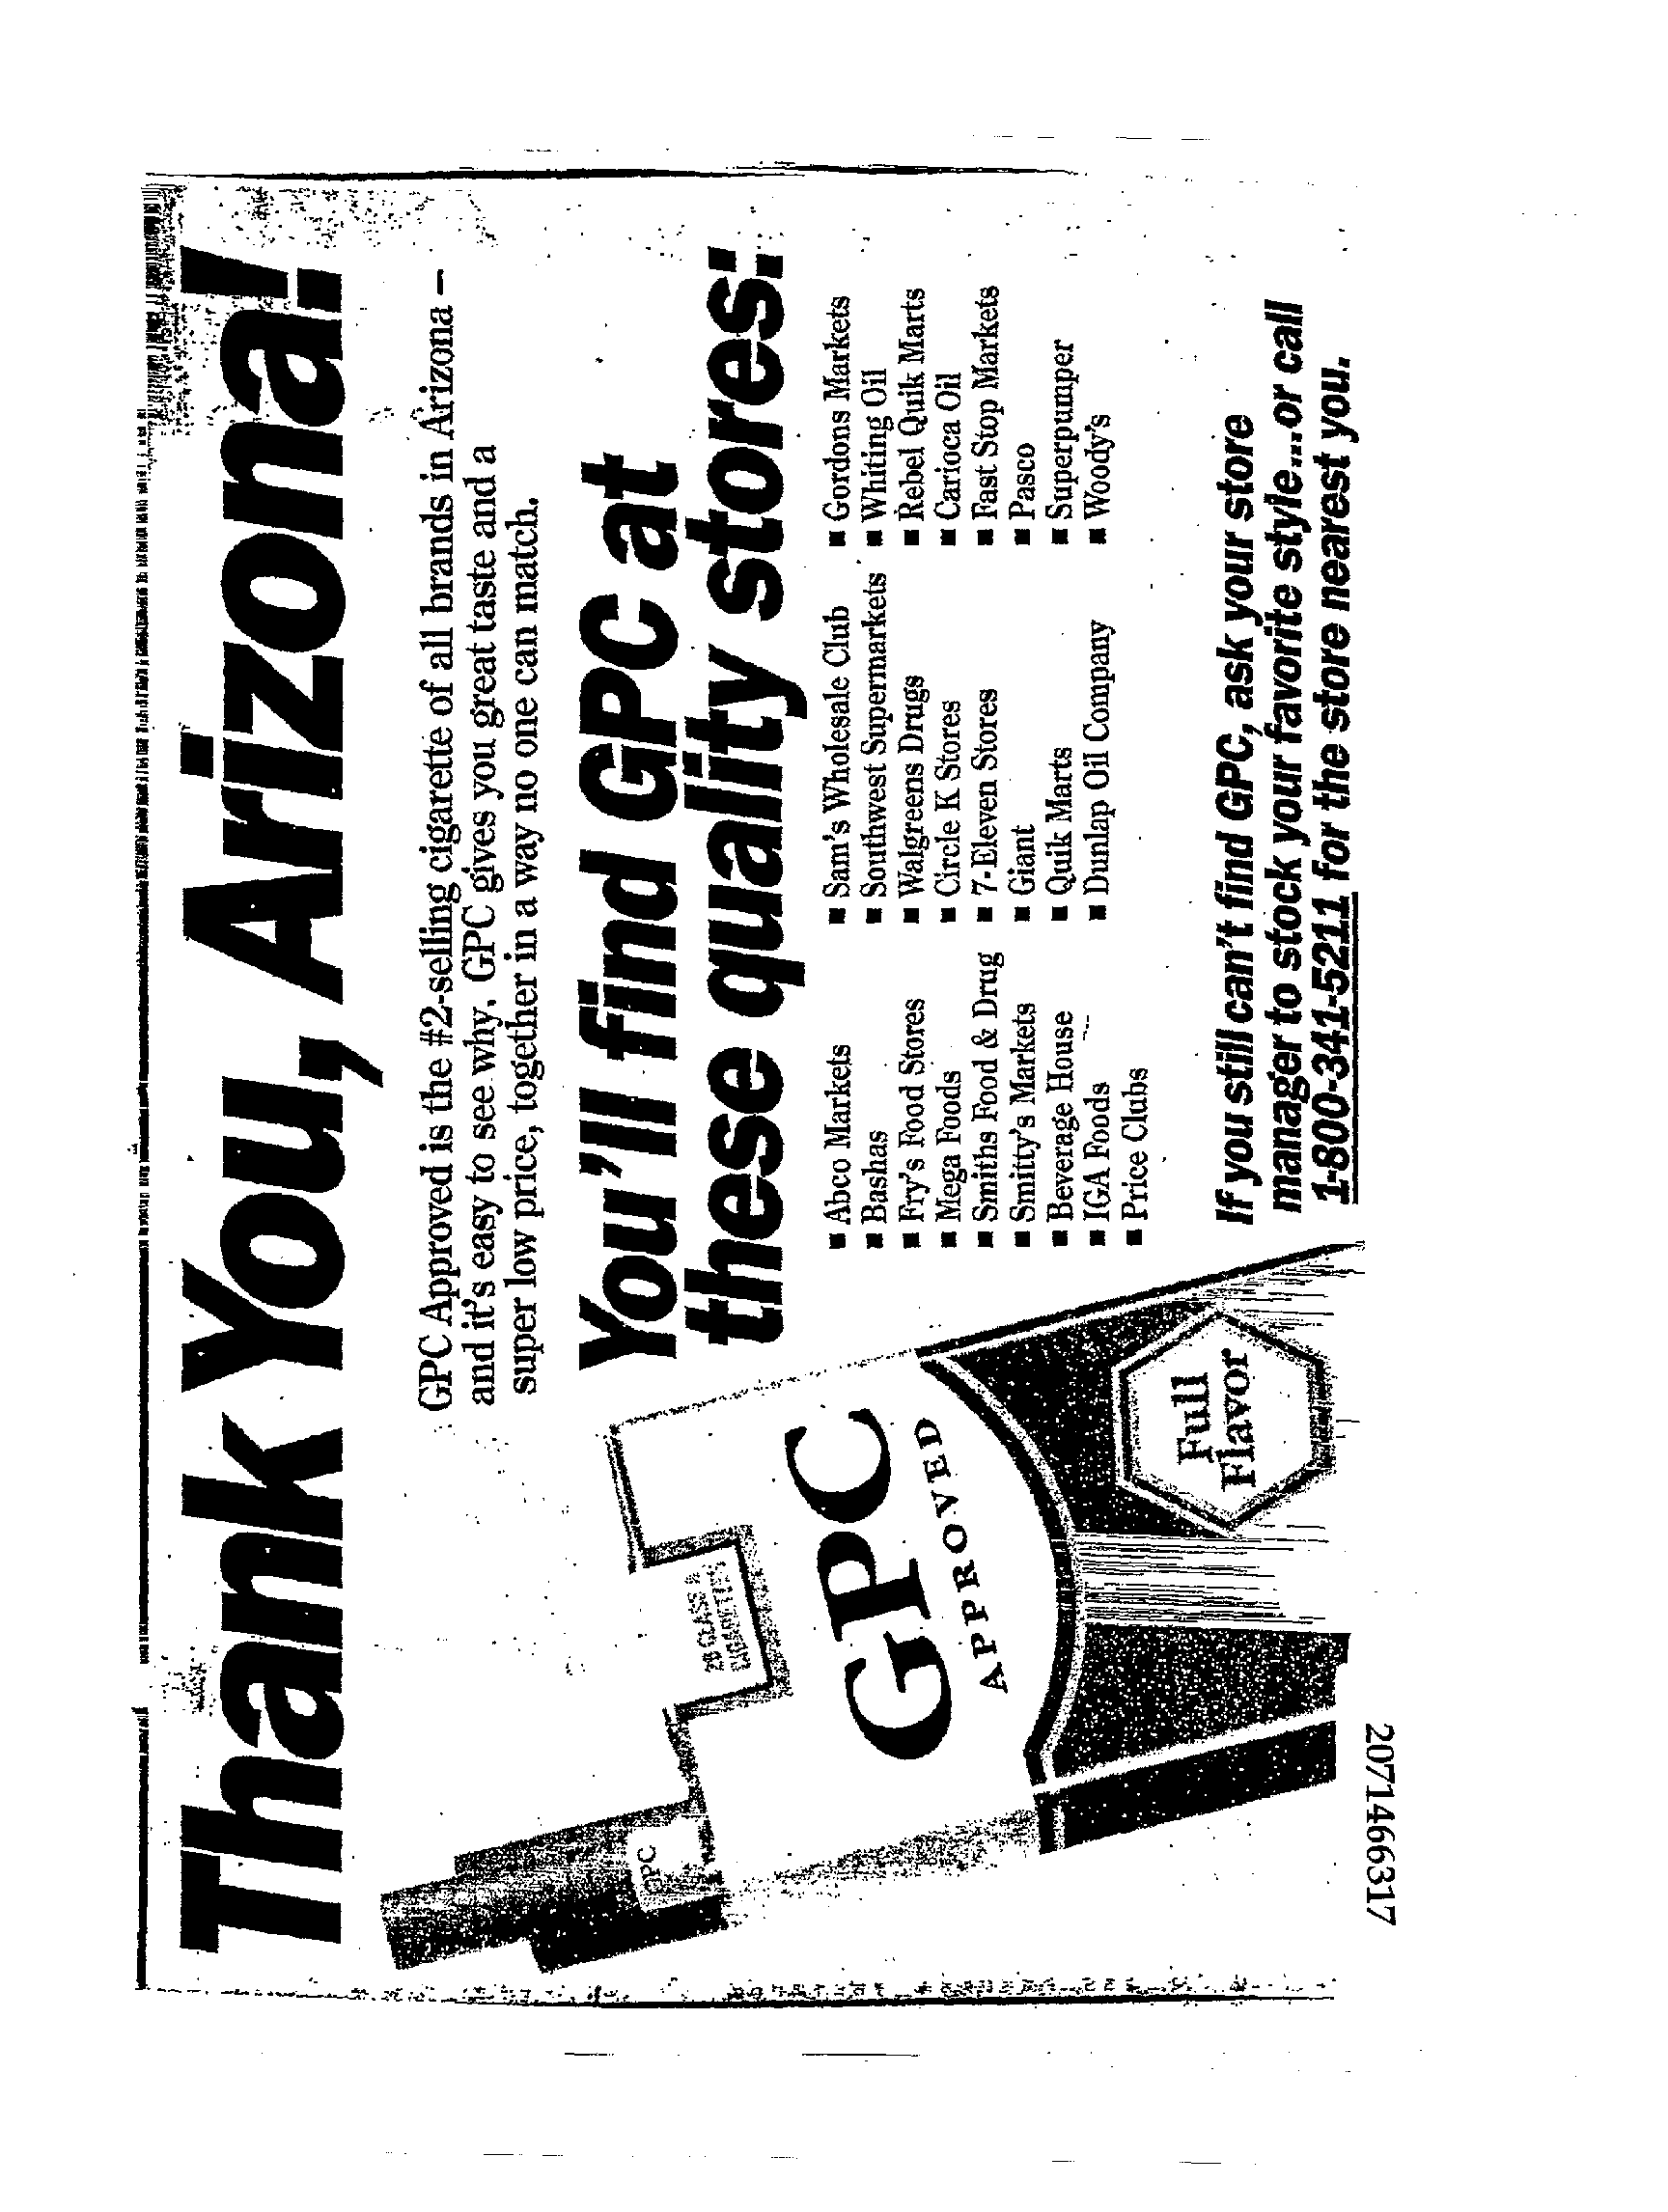 Thank You, Arizona!
GPC Approved is the #2-selling cigarette of all brands in Arizona –
and it's easy to see why. GPC gives you great taste and a
super low price, together in a way no one can match.
You'll find GPC at
these quality stores:
■ Abco Markets
■ Bashas
■ Fry's Food Stores
■ Mega Foods
■ Smiths Food & Drug
■ Smitty's Markets
■ Beverage House
■ IGA Foods
■ Price Clubs
■ Sam's Wholesale Club
■ Southwest Supermarkets
■ Walgreens Drugs
■ Circle K Stores
■ 7-Eleven Stores
■ Giant
■ Quik Marts
■ Dunlap Oil Company
■ Gordons Markets
■ Whiting Oil
■ Rebel Quik Marts
■ Carioca Oil
■ Fast Stop Markets
■ Pasco
■ Superpumper
■ Woody's
If you still can't find GPC, ask your store
manager to stock your favorite style...or call
1-800-341-5211 for the store nearest you.
GPC
20 CLASS A
CIGARETTES
GPC
APPROVED
Full
Flavor
2071466317